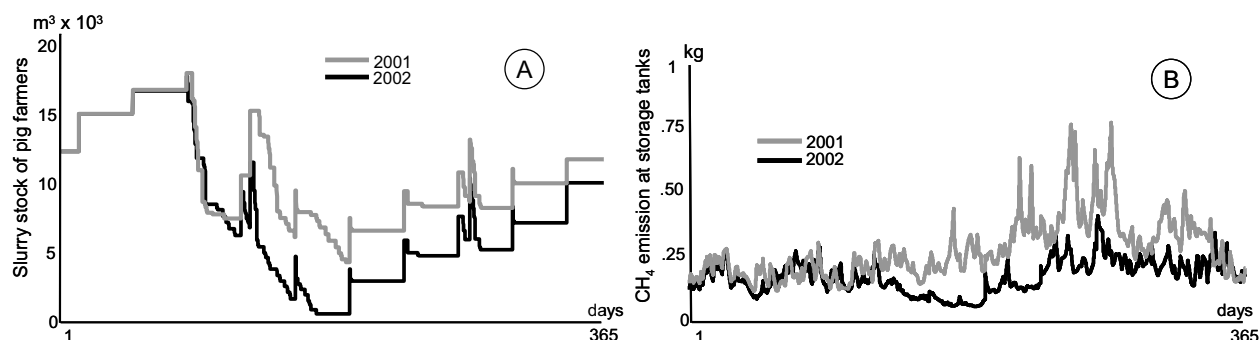 m³ x 10³
20
15
10
5
0
Slurry stock of pig farmers
2001
2002
A
days
1
365
kg
1
.75
.50
.25
0
CH₄ emission at storage tanks
2001
2002
B
days
1
365